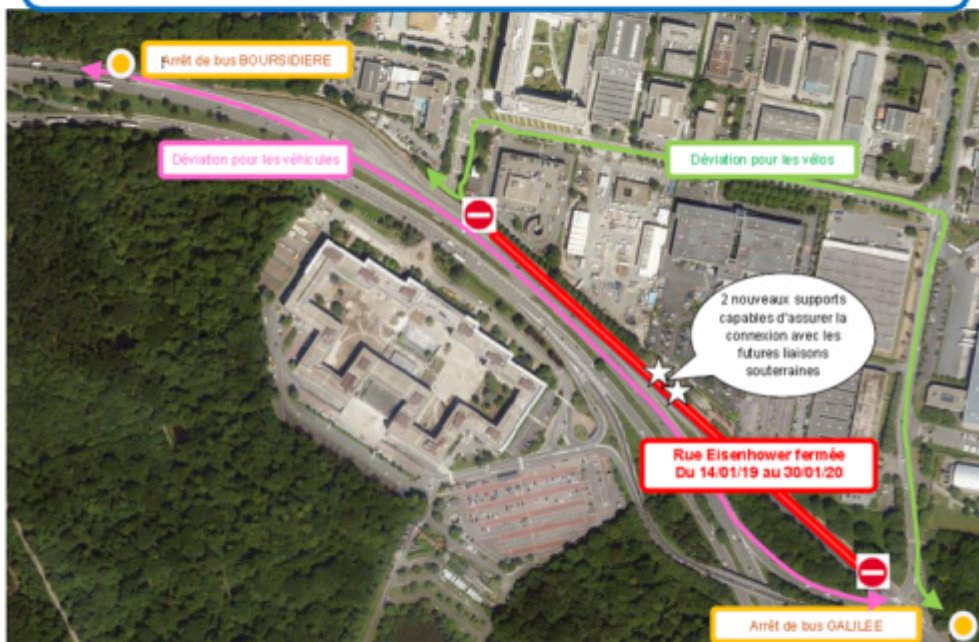 Arrêt de bus BOURSIDIERE
Déviation pour les véhicules
Déviation pour les vélos
2 nouveaux supports
capables d'assurer la
connexion avec les
futures liaisons
souterraines
Rue Eisenhower fermée
Du 14/01/19 au 30/01/20
Arrêt de bus GALILEE